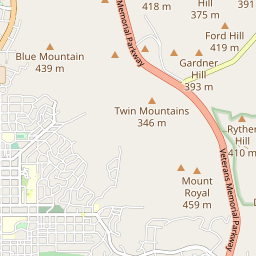 418 m
Hill
375 m
Memorial Parkway
Ford Hill
419 m
Blue Mountain
439 m
Gardner
Hill
393 m
Twin Mountains
346 m
Ryther
Hill
410 m
Mount
Royal
459 m
Veterans Memorial Parkway